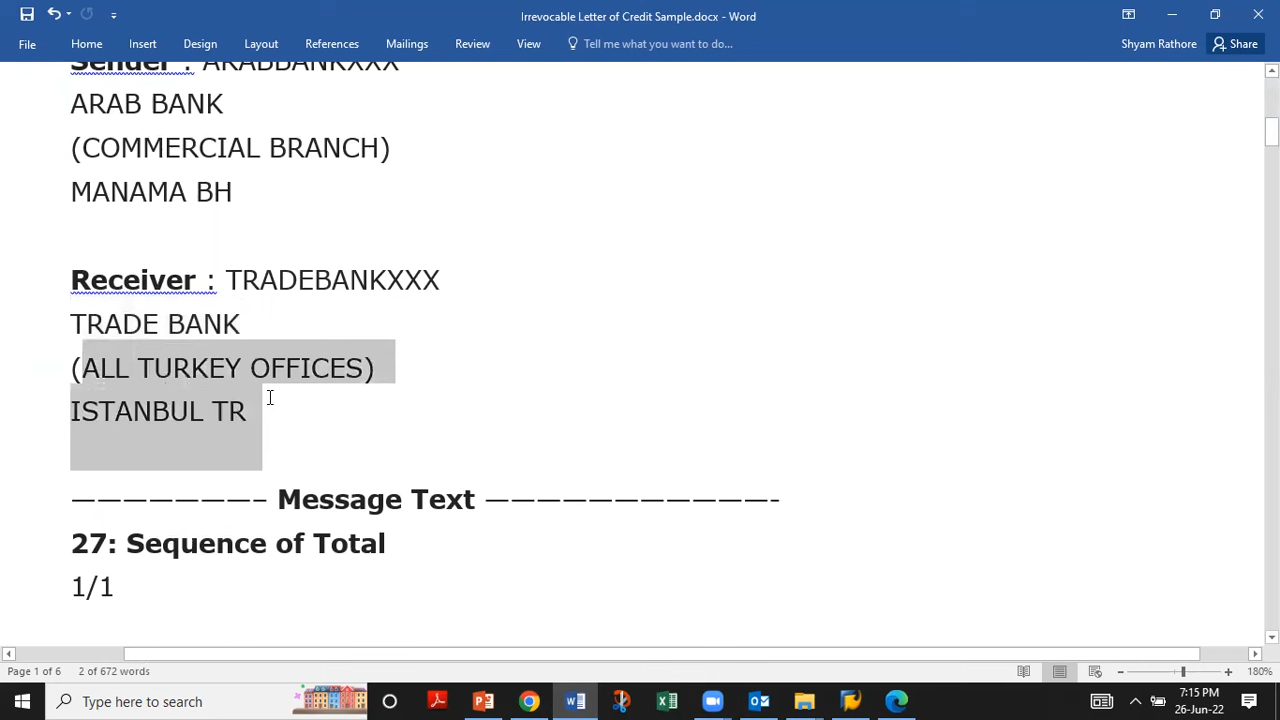 Irrevocable Letter of Credit Sample.docx - Word
File Home Insert Design Layout References Mailings Review View Tell me what you want to do... Shyam Rathore Share
Sender : ARABBANKXXX
ARAB BANK
(COMMERCIAL BRANCH)
MANAMA BH
Receiver : TRADEBANKXXX
TRADE BANK
(ALL TURKEY OFFICES)
ISTANBUL TR
———————– Message Text ———————————-
27: Sequence of Total
1/1
Page 1 of 6 2 of 672 words 180%
Type here to search 7:15 PM
26-Jun-22